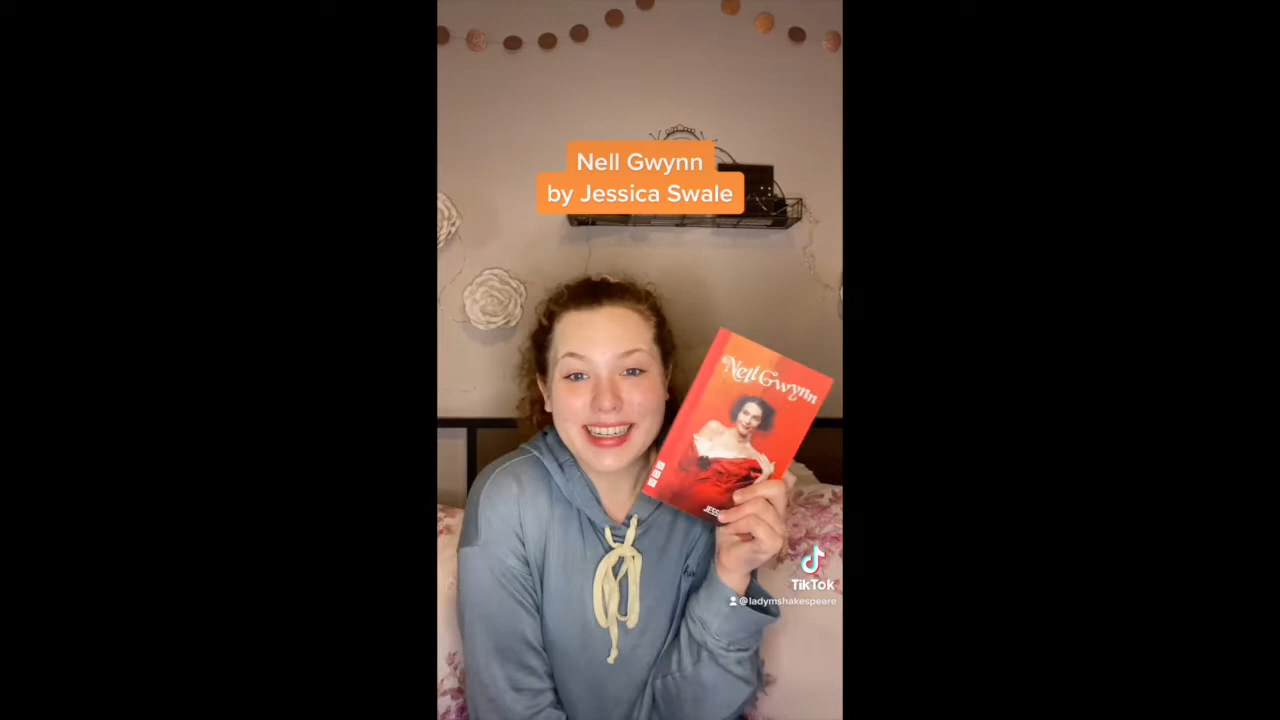 Nell Gwynn
by Jessica Swale
Nell Gwynn
TikTok
@ladymshakespeare